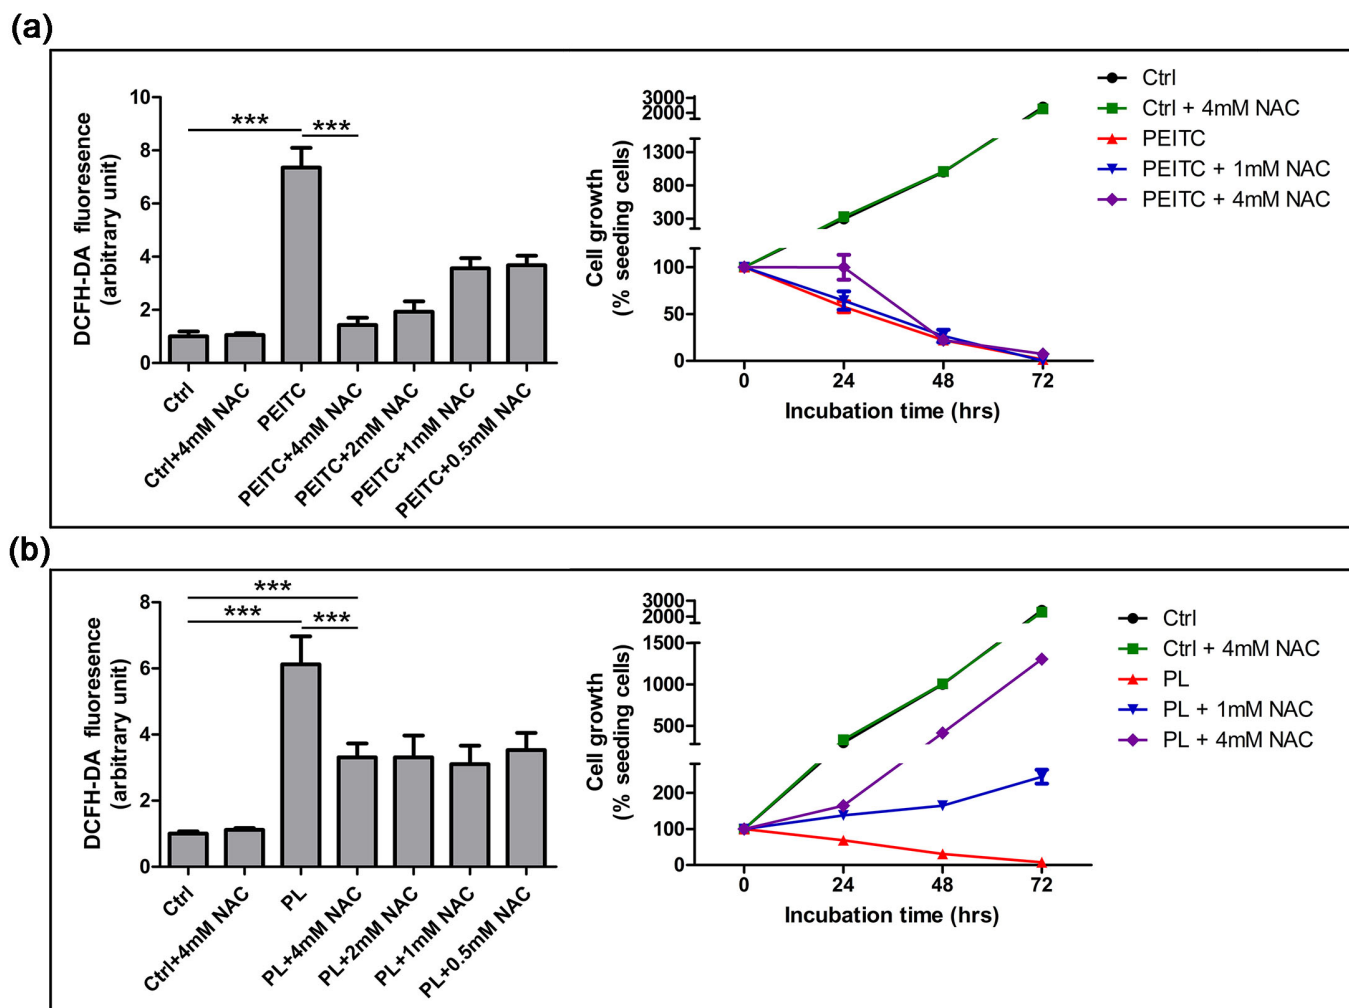 (a)
DCFH-DA fluoresence
(arbitrary unit)
10
8
6
4
2
0
***
***
Ctrl
Ctrl+4mM NAC
PEITC
PEITC+4mM NAC
PEITC+2mM NAC
PEITC+1mM NAC
PEITC+0.5mM NAC
Cell growth
(% seeding cells)
3000
2000
1300
800
300
100
50
0
0
24
48
72
Incubation time (hrs)
Ctrl
Ctrl + 4mM NAC
PEITC
PEITC + 1mM NAC
PEITC + 4mM NAC
(b)
DCFH-DA fluoresence
(arbitrary unit)
8
6
4
2
0
***
***
***
Ctrl
Ctrl+4mM NAC
PL
PL+4mM NAC
PL+2mM NAC
PL+1mM NAC
PL+0.5mM NAC
Cell growth
(% seeding cells)
3000
2000
1500
1000
500
200
100
0
0
24
48
72
Incubation time (hrs)
Ctrl
Ctrl + 4mM NAC
PL
PL + 1mM NAC
PL + 4mM NAC